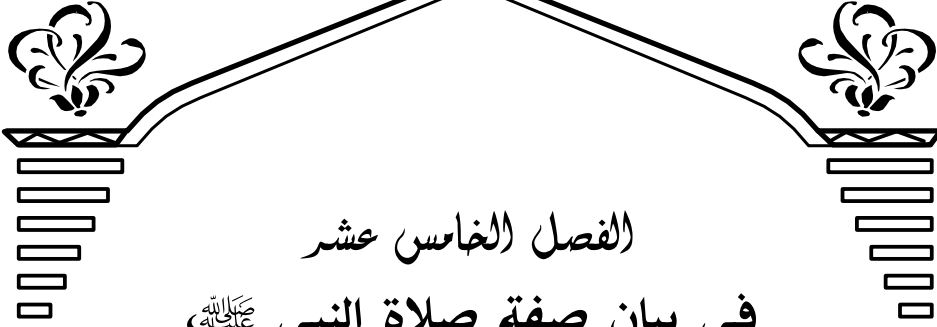 الفصل الخامس عشر
في بيان صفة صلاة النبي ﷺ،